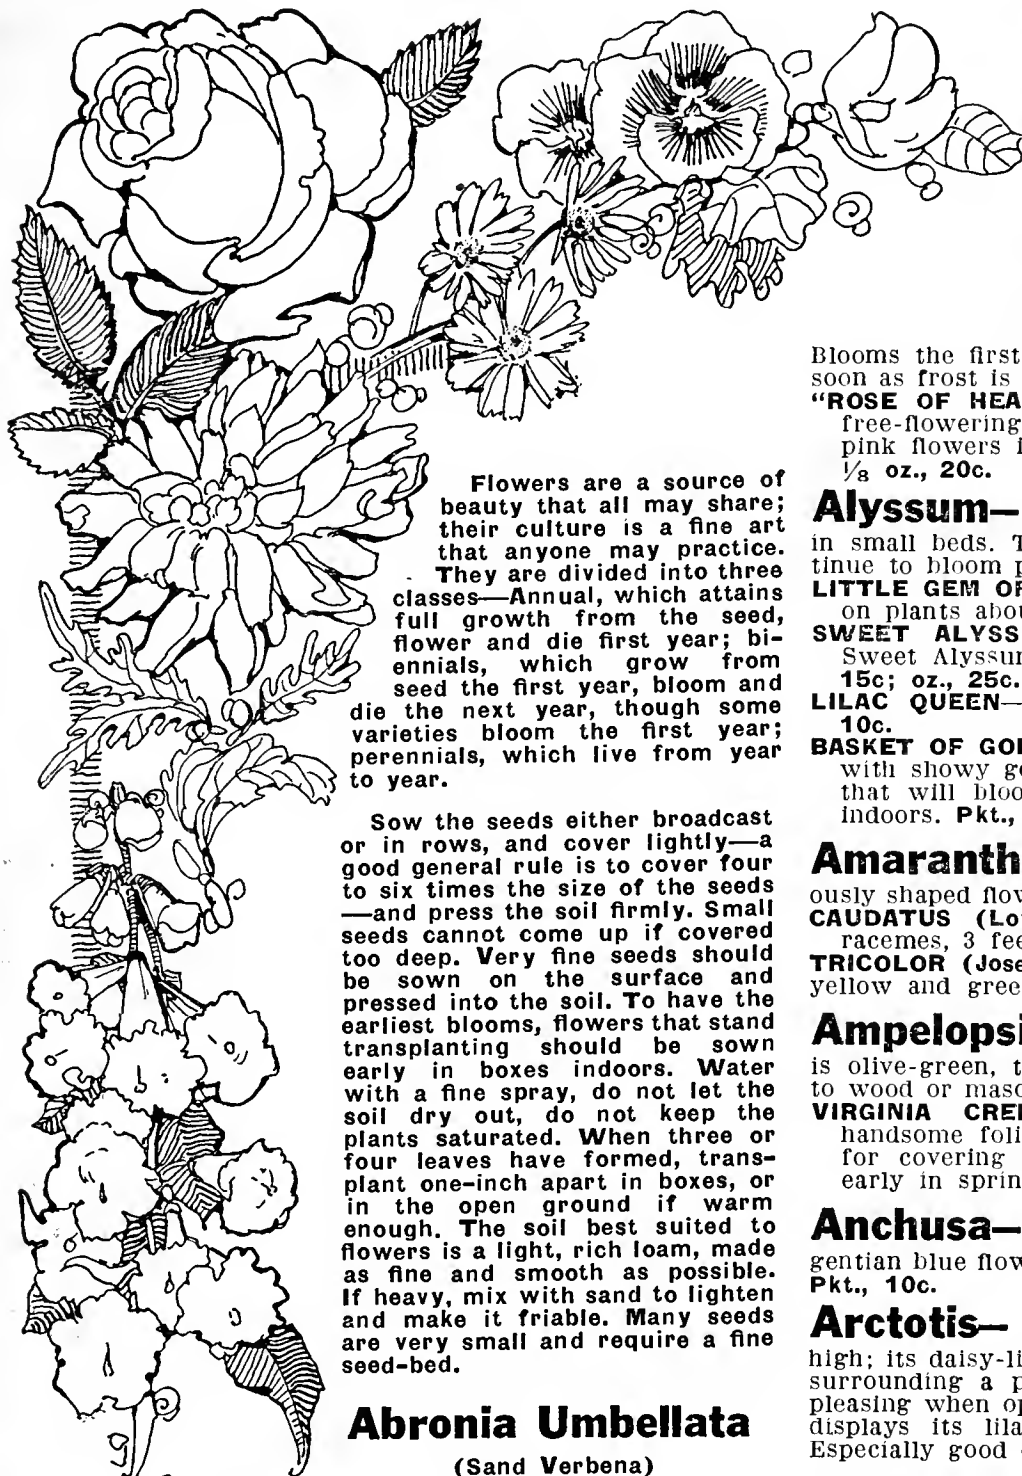 Flowers are a source of
beauty that all may share;
their culture is a fine art
that anyone may practice.
They are divided into three
classes—Annual, which attains
full growth from the seed,
flower and die first year; bi-
ennials, which grow from
seed the first year, bloom and
die the next year, though some
varieties bloom the first year;
perennials, which live from year
to year.
Sow the seeds either broadcast
or in rows, and cover lightly—a
good general rule is to cover four
to six times the size of the seeds
—and press the soil firmly. Small
seeds cannot come up if covered
too deep. Very fine seeds should
be sown on the surface and
pressed into the soil. To have the
earliest blooms, flowers that stand
transplanting should be sown
early in boxes indoors. Water
with a fine spray, do not let the
soil dry out, do not keep the
plants saturated. When three or
four leaves have formed, trans-
plant one-inch apart in boxes, or
in the open ground if warm
enough. The soil best suited to
flowers is a light, rich loam, made
as fine and smooth as possible.
If heavy, mix with sand to lighten
and make it friable. Many seeds
are very small and require a fine
seed-bed.
Abronia Umbellata
(Sand Verbena)
Blooms the first
soon as frost is
"ROSE OF HEA
free-flowering
pink flowers i
⅛ oz., 20c.
Alyssum—
in small beds. T
tinue to bloom p
LITTLE GEM OF
on plants abou
SWEET ALYSS
Sweet Alyssum
15c; oz., 25c.
LILAC QUEEN—
10c.
BASKET OF GOL
with showy go
that will bloo
indoors. Pkt.,
Amaranth
ously shaped flow
CAUDATUS (Lo
racemes, 3 fee
TRICOLOR (Jose
yellow and gree
Ampelopsi
is olive-green, t
to wood or maso
VIRGINIA CREE
handsome foli
for covering
early in sprin
Anchusa—
gentian blue flow
Pkt., 10c.
Arctotis—
high; its daisy-li
surrounding a p
pleasing when op
displays its lila
Especially good